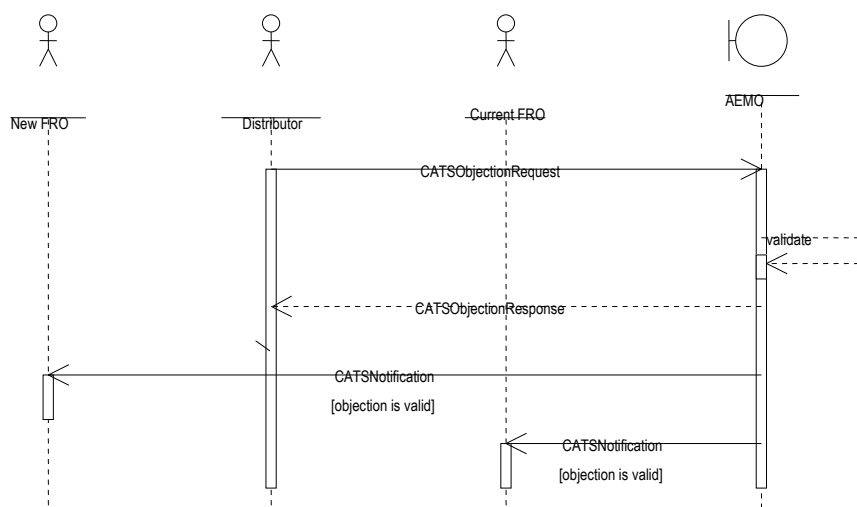 AEMO
New FRO
Distributor
Current FRO
CATSObjectionRequest
validate
CATSObjectionResponse
CATSNotification
[objection is valid]
CATSNotification
[objection is valid]